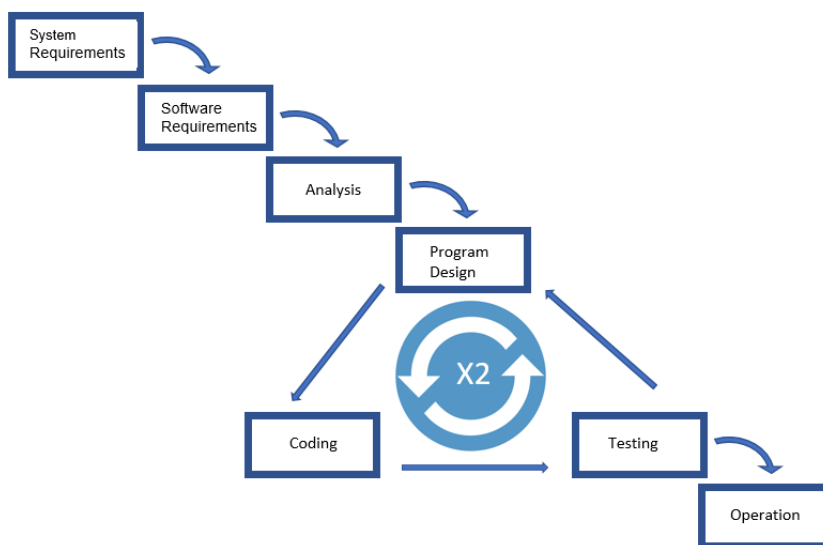 System
Requirements
Software
Requirements
Analysis
Program
Design
X2
Coding
Testing
Operation